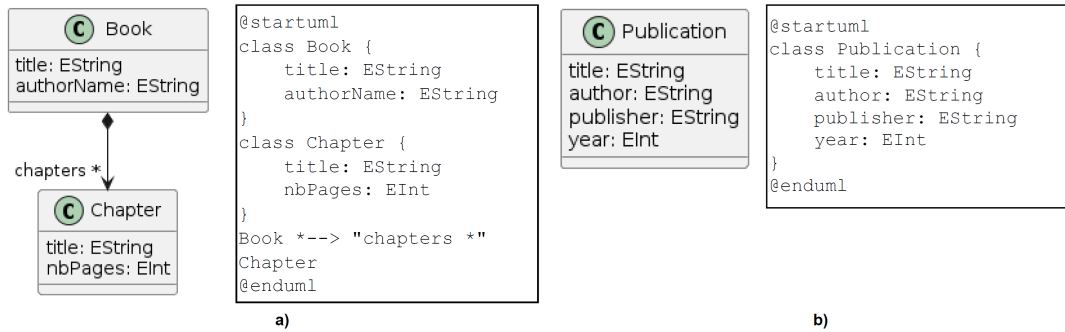 C Book
title: EString
authorName: EString
chapters *
C Chapter
title: EString
nbPages: EInt
@startuml
class Book {
    title: EString
    authorName: EString
}
class Chapter {
    title: EString
    nbPages: EInt
}
Book *--> "chapters *"
Chapter
@enduml
a)
C Publication
title: EString
author: EString
publisher: EString
year: EInt
@startuml
class Publication {
    title: EString
    author: EString
    publisher: EString
    year: EInt
}
@enduml
b)